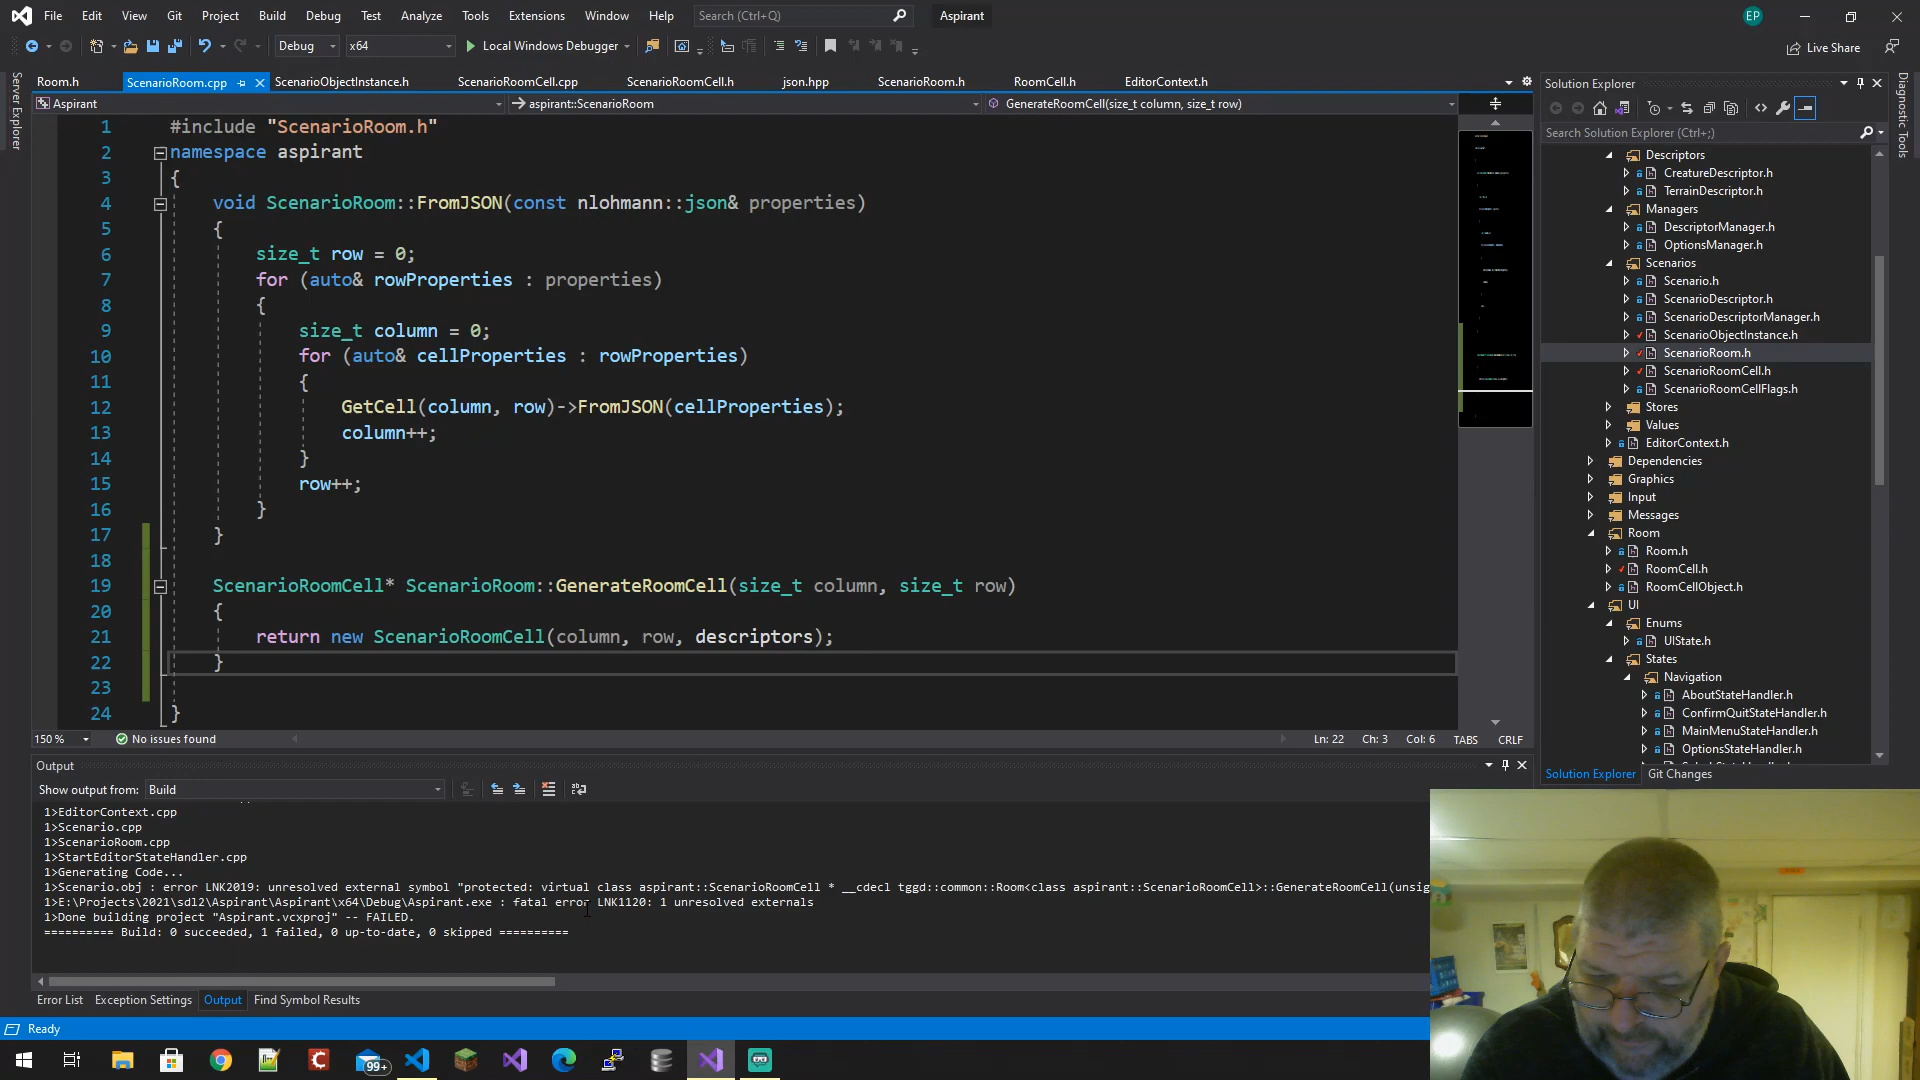 File Edit View Git Project Build Debug Test Analyze Tools Extensions Window Help Search (Ctrl+Q) Aspirant EP
Debug x64 Local Windows Debugger Live Share
Room.h ScenarioRoom.cpp ScenarioObjectInstance.h ScenarioRoomCell.cpp ScenarioRoomCell.h json.hpp ScenarioRoom.h RoomCell.h EditorContext.h
Aspirant aspirant::ScenarioRoom GenerateRoomCell(size_t column, size_t row)
Server Explorer
1 #include "ScenarioRoom.h"
2 namespace aspirant
3 {
4 void ScenarioRoom::FromJSON(const nlohmann::json& properties)
5 {
6 size_t row = 0;
7 for (auto& rowProperties : properties)
8 {
9 size_t column = 0;
10 for (auto& cellProperties : rowProperties)
11 {
12 GetCell(column, row)->FromJSON(cellProperties);
13 column++;
14 }
15 row++;
16 }
17 }
18
19 ScenarioRoomCell* ScenarioRoom::GenerateRoomCell(size_t column, size_t row)
20 {
21 return new ScenarioRoomCell(column, row, descriptors);
22 }
23
24 }
150 % No issues found Ln: 22 Ch: 3 Col: 6 TABS CRLF
Output
Show output from: Build
1>EditorContext.cpp
1>Scenario.cpp
1>ScenarioRoom.cpp
1>StartEditorStateHandler.cpp
1>Generating Code...
1>Scenario.obj : error LNK2019: unresolved external symbol "protected: virtual class aspirant::ScenarioRoomCell * __cdecl tggd::common::Room<class aspirant::ScenarioRoomCell>::GenerateRoomCell(unsig
1>E:\Projects\2021\sdl2\Aspirant\Aspirant\x64\Debug\Aspirant.exe : fatal error LNK1120: 1 unresolved externals
1>Done building project "Aspirant.vcxproj" -- FAILED.
========== Build: 0 succeeded, 1 failed, 0 up-to-date, 0 skipped ==========
Error List Exception Settings Output Find Symbol Results
Ready
99+
Solution Explorer
Search Solution Explorer (Ctrl+;)
Descriptors
CreatureDescriptor.h
TerrainDescriptor.h
Managers
DescriptorManager.h
OptionsManager.h
Scenarios
Scenario.h
ScenarioDescriptor.h
ScenarioDescriptorManager.h
ScenarioObjectInstance.h
ScenarioRoom.h
ScenarioRoomCell.h
ScenarioRoomCellFlags.h
Stores
Values
EditorContext.h
Dependencies
Graphics
Input
Messages
Room
Room.h
RoomCell.h
RoomCellObject.h
UI
Enums
UIState.h
States
Navigation
AboutStateHandler.h
ConfirmQuitStateHandler.h
MainMenuStateHandler.h
OptionsStateHandler.h
Solution Explorer Git Changes
Diagnostic Tools